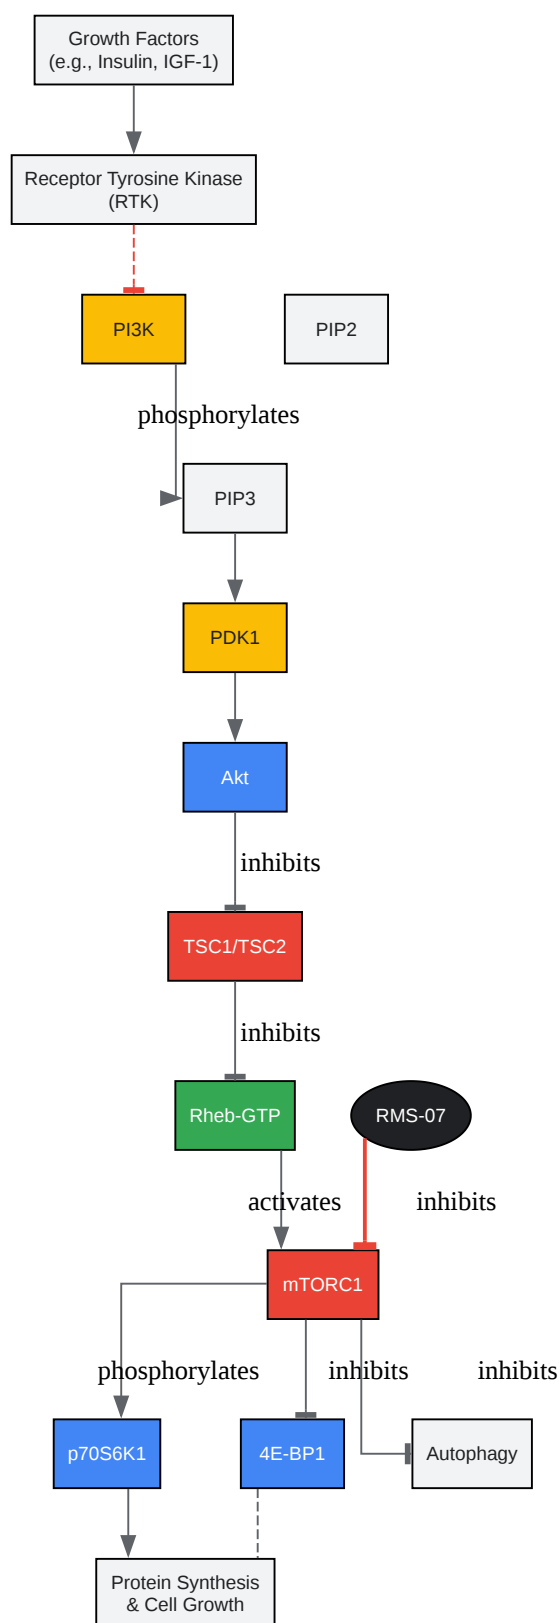 Growth Factors
(e.g., Insulin, IGF-1)
Receptor Tyrosine Kinase
(RTK)
PI3K
PIP2
phosphorylates
PIP3
PDK1
Akt
inhibits
TSC1/TSC2
inhibits
Rheb-GTP
RMS-07
activates
inhibits
mTORC1
phosphorylates
inhibits
inhibits
p70S6K1
4E-BP1
Autophagy
Protein Synthesis
& Cell Growth